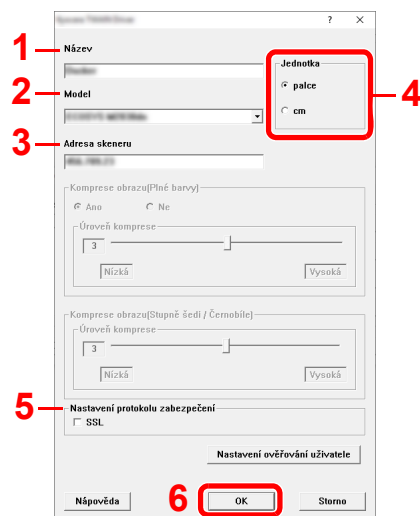 ? ×
1
Název
Jednotka
palce
cm
4
2
Model
3
Adresa skeneru
Komprese obrazu(Plné barvy)
Ano Ne
Úroveň komprese
3
Nízká Vysoká
Komprese obrazu(Stupně šedi / Černobíle)
Úroveň komprese
3
Nízká Vysoká
5
Nastavení protokolu zabezpečení
SSL
Nastavení ověřování uživatele
6
Nápověda OK Storno